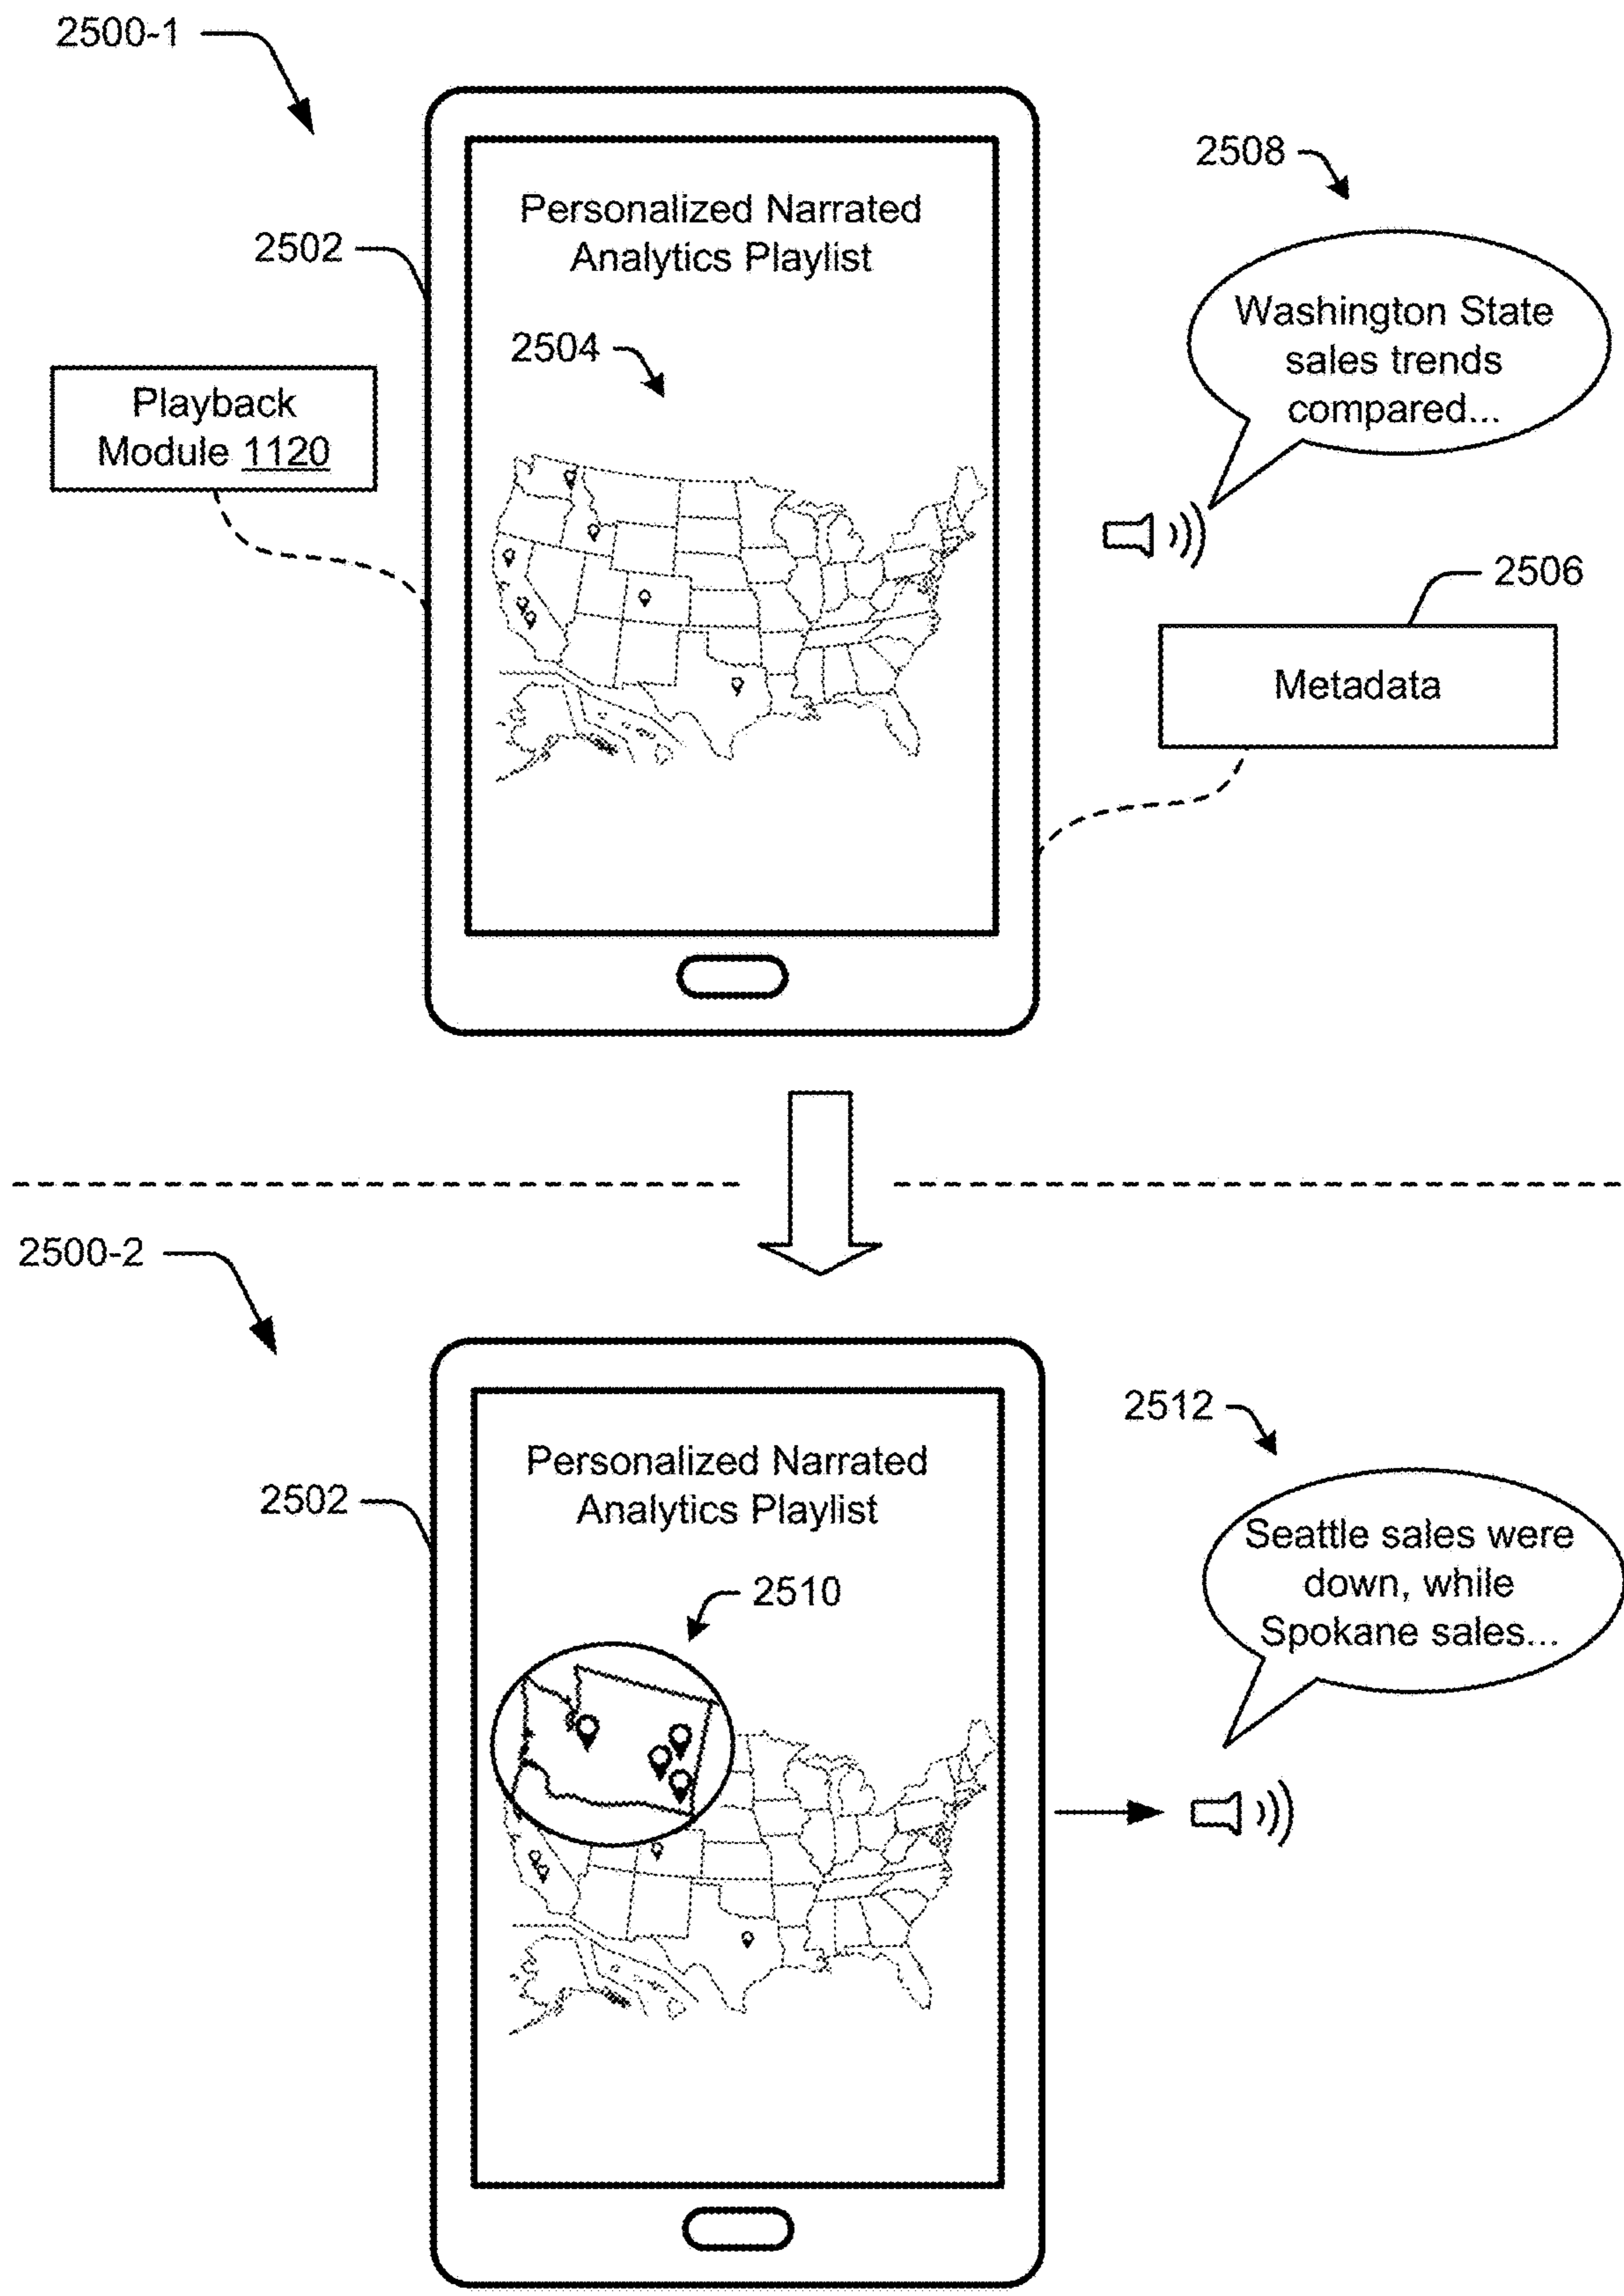 2500-1
2508
Personalized Narrated
Analytics Playlist
2502
Washington State
sales trends
compared...
2504
Playback
Module 1120
2506
Metadata
2500-2
2512
Personalized Narrated
Analytics Playlist
2502
Seattle sales were
down, while
Spokane sales...
2510